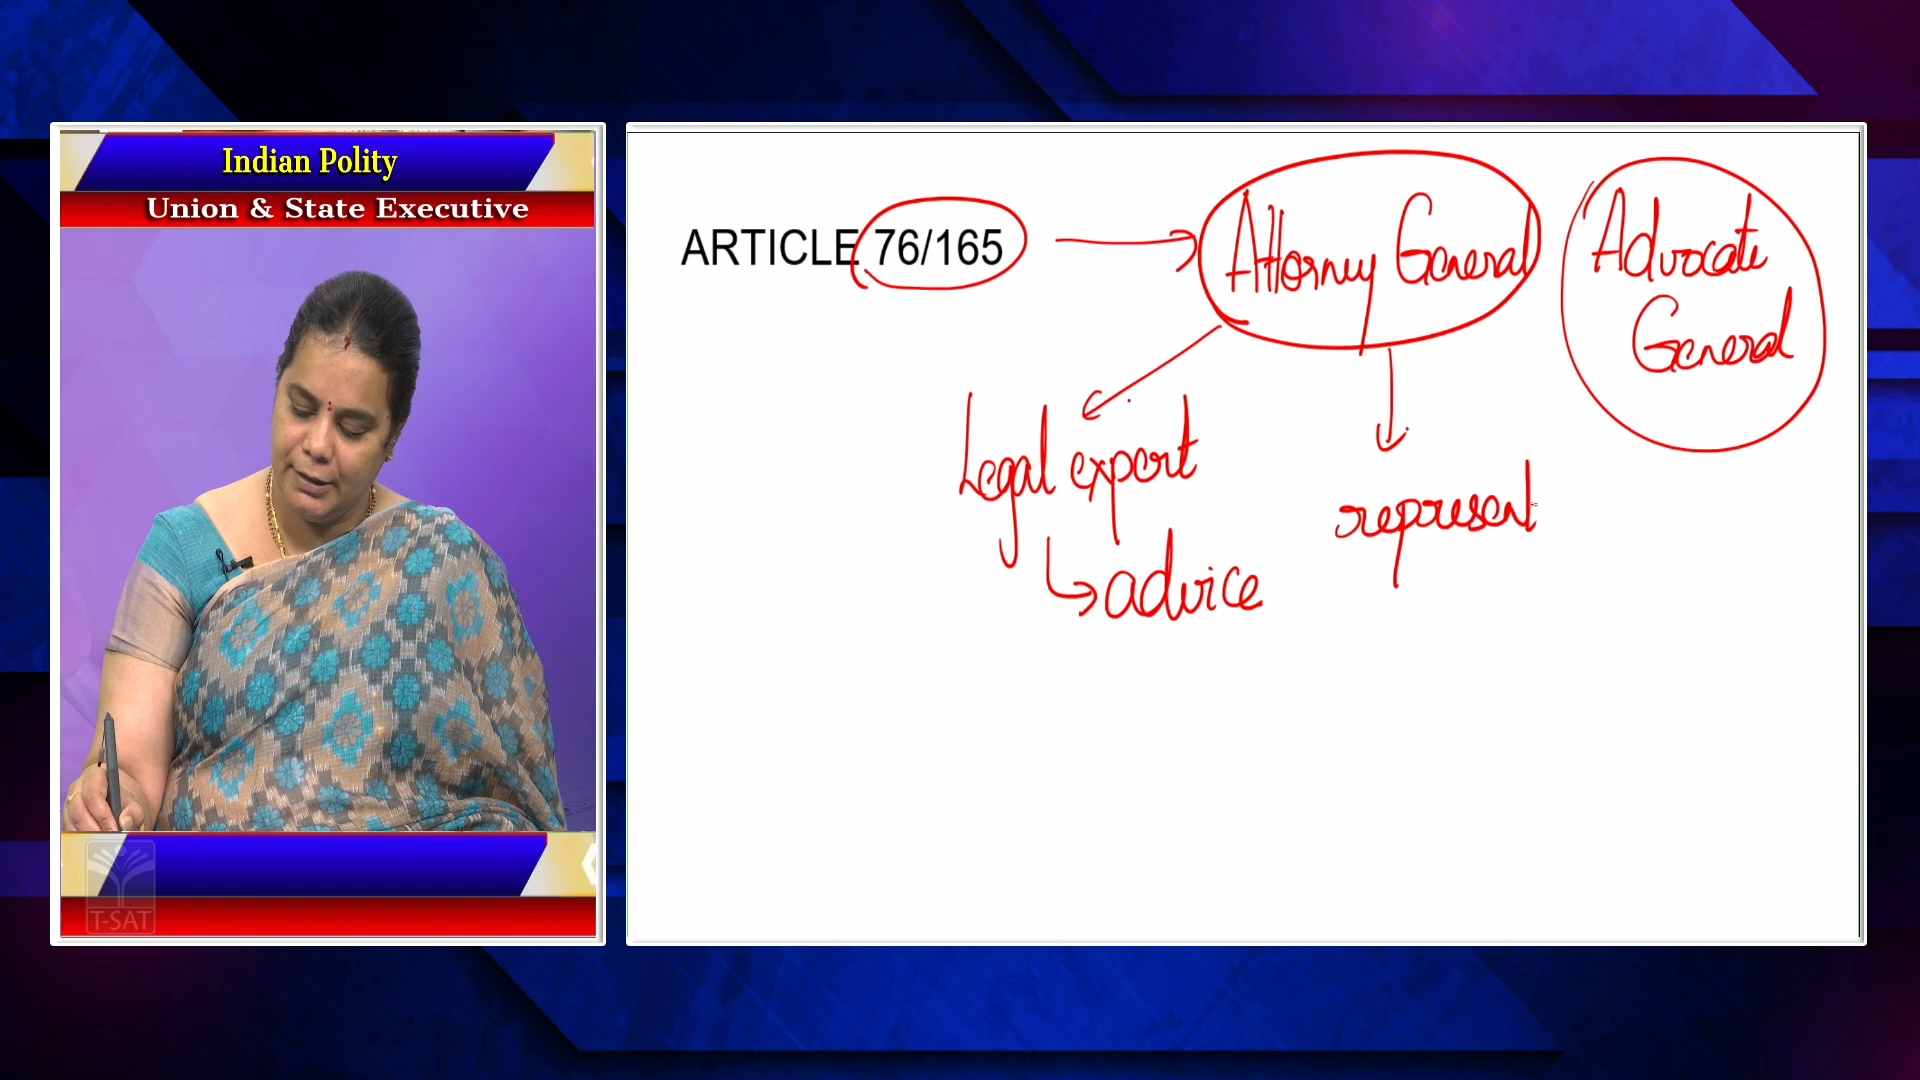 Indian Polity
Union & State Executive
ARTICLE 76/165
Attorney General
Advocate
General
Legal expert
advice
represent
T-SAT